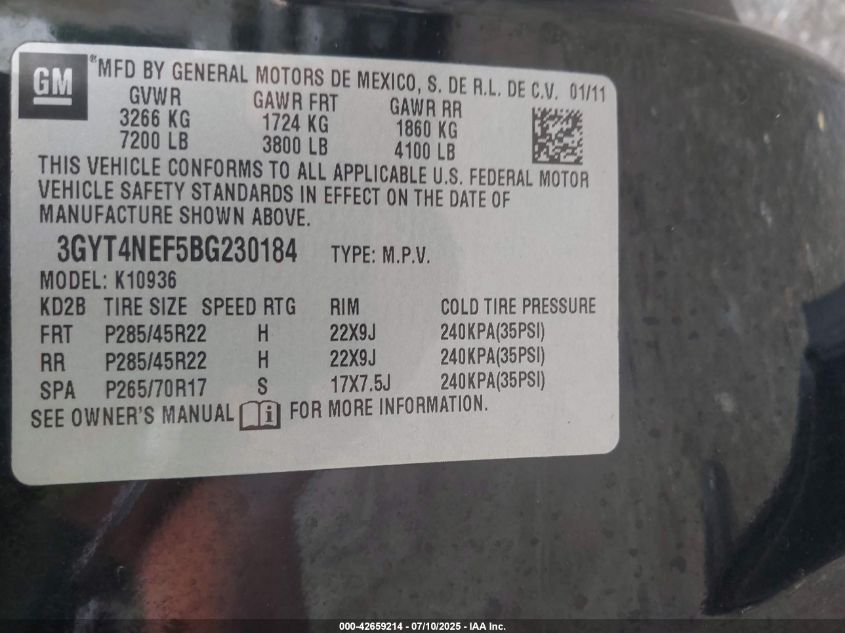 GM ®MFD BY GENERAL MOTORS DE MEXICO, S. DE R.L. DE C.V. 01/11
GVWR GAWR FRT GAWR RR
3266 KG 1724 KG 1860 KG
7200 LB 3800 LB 4100 LB
THIS VEHICLE CONFORMS TO ALL APPLICABLE U.S. FEDERAL MOTOR
VEHICLE SAFETY STANDARDS IN EFFECT ON THE DATE OF
MANUFACTURE SHOWN ABOVE.
3GYT4NEF5BG230184 TYPE: M.P.V.
MODEL: K10936
KD2B TIRE SIZE SPEED RTG RIM COLD TIRE PRESSURE
FRT P285/45R22 H 22X9J 240KPA(35PSI)
RR P285/45R22 H 22X9J 240KPA(35PSI)
SPA P265/70R17 S 17X7.5J 240KPA(35PSI)
SEE OWNER'S MANUAL i FOR MORE INFORMATION.
000-42659214 - 07/10/2025 - IAA Inc.